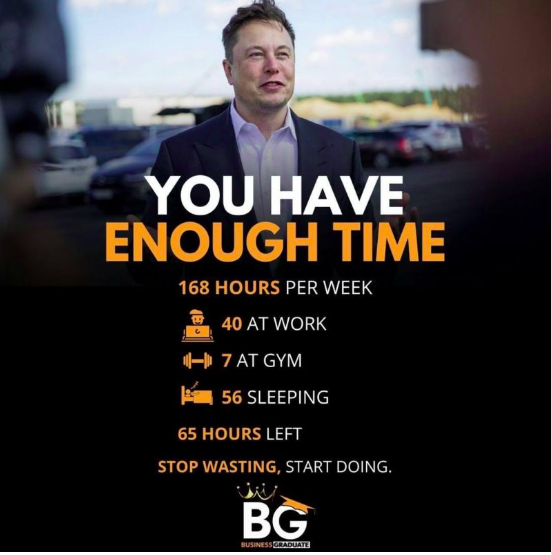 YOU HAVE
ENOUGH TIME
168 HOURS PER WEEK
40 AT WORK
7 AT GYM
56 SLEEPING
65 HOURS LEFT
STOP WASTING, START DOING.
BG
BUSINESS GRADUATE